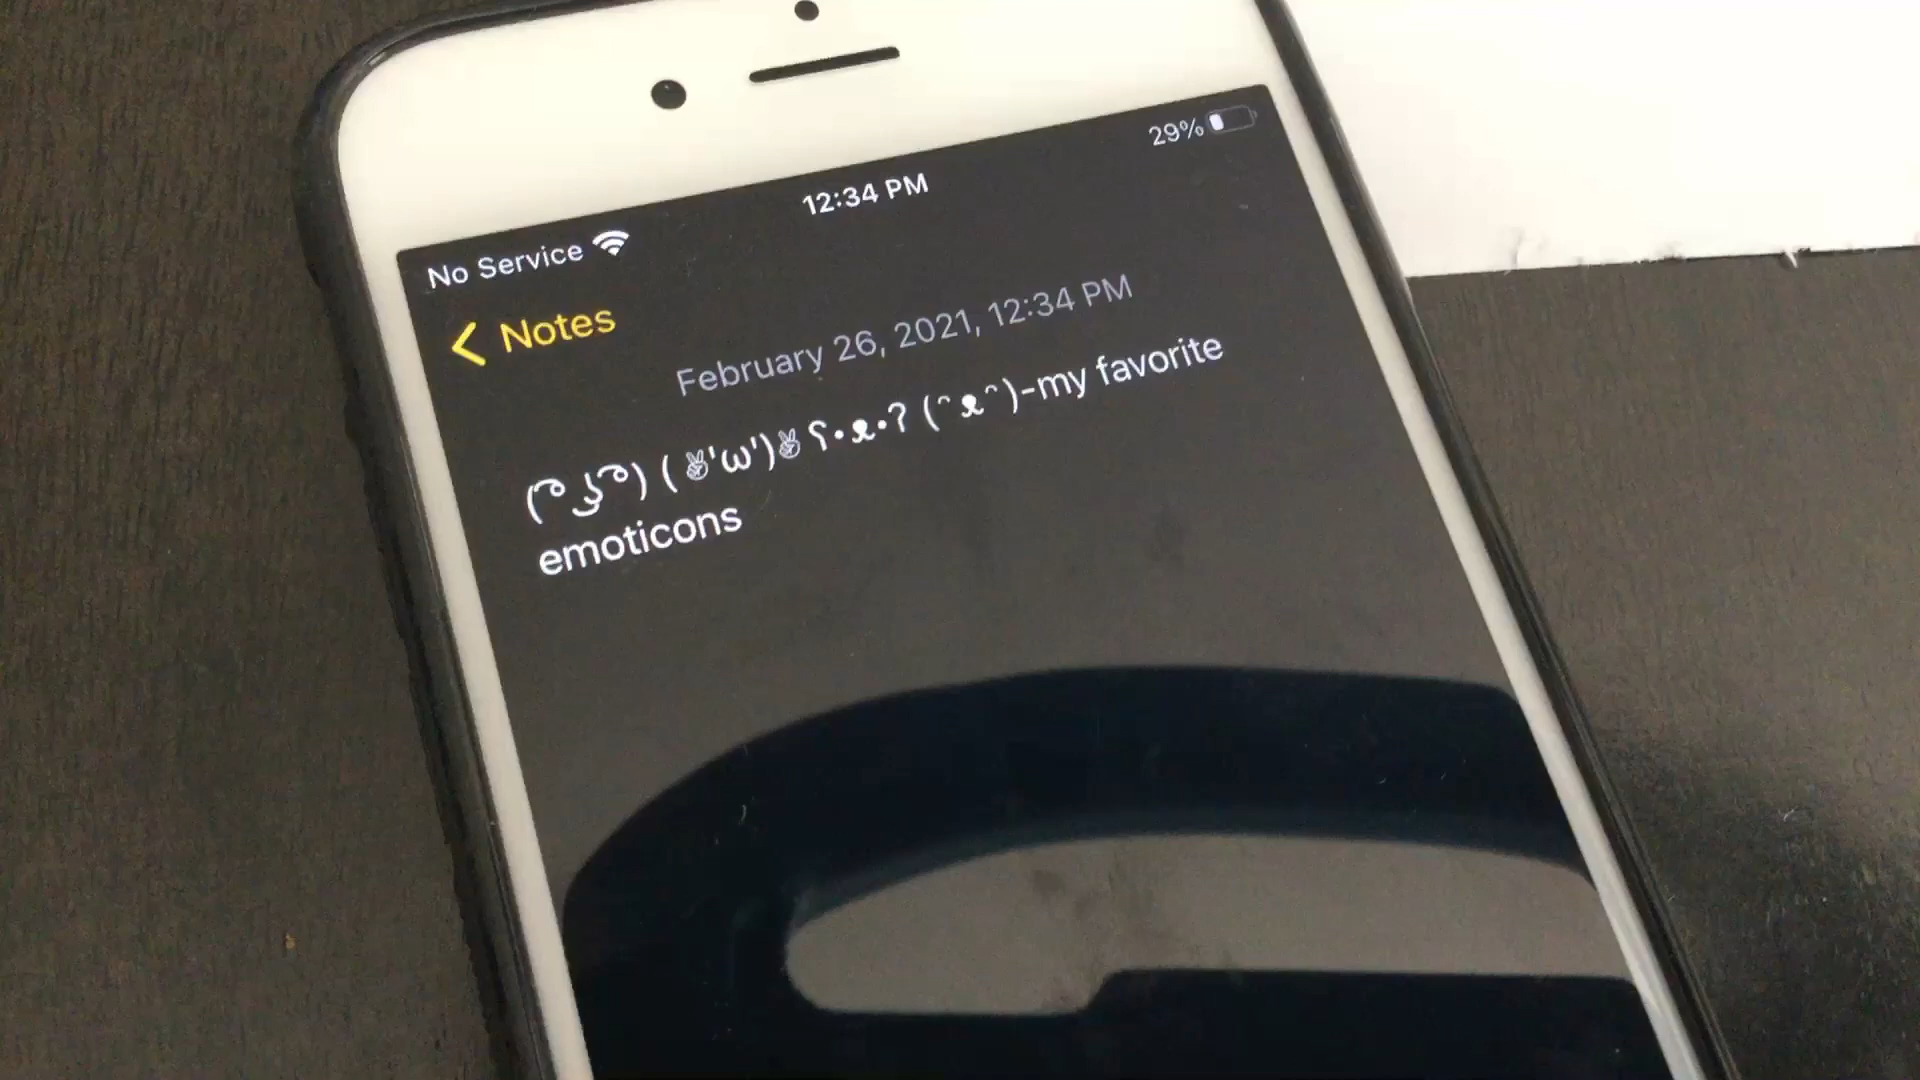 29%
12:34 PM
No Service
Notes
February 26, 2021, 12:34 PM
( ͡° ͜ʖ ͡°) ( ✌'ω')✌ ʕ•ᴥ•ʔ (ᵔᴥᵔ)-my favorite
emoticons